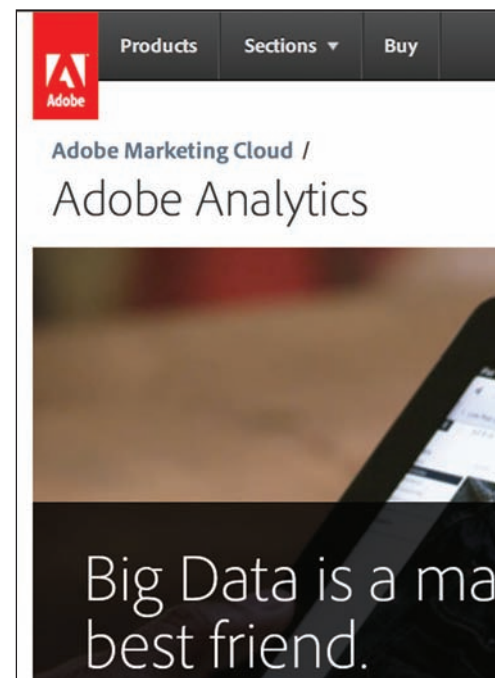 Products Sections ▼ Buy
Adobe
Adobe Marketing Cloud /
Adobe Analytics
Big Data is a ma
best friend.